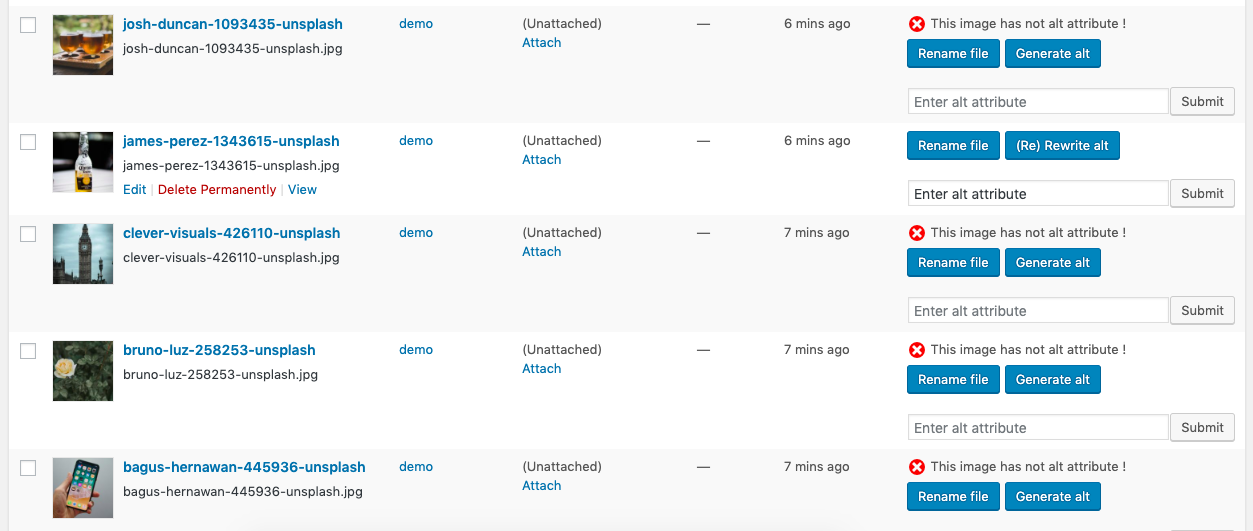 josh-duncan-1093435-unsplash demo (Unattached) — 6 mins ago This image has not alt attribute !
josh-duncan-1093435-unsplash.jpg Attach Rename file Generate alt
Enter alt attribute Submit
james-perez-1343615-unsplash demo (Unattached) — 6 mins ago Rename file (Re) Rewrite alt
james-perez-1343615-unsplash.jpg Attach
Edit | Delete Permanently | View Enter alt attribute Submit
clever-visuals-426110-unsplash demo (Unattached) — 7 mins ago This image has not alt attribute !
clever-visuals-426110-unsplash.jpg Attach Rename file Generate alt
Enter alt attribute Submit
bruno-luz-258253-unsplash demo (Unattached) — 7 mins ago This image has not alt attribute !
bruno-luz-258253-unsplash.jpg Attach Rename file Generate alt
Enter alt attribute Submit
bagus-hernawan-445936-unsplash demo (Unattached) — 7 mins ago This image has not alt attribute !
bagus-hernawan-445936-unsplash.jpg Attach Rename file Generate alt